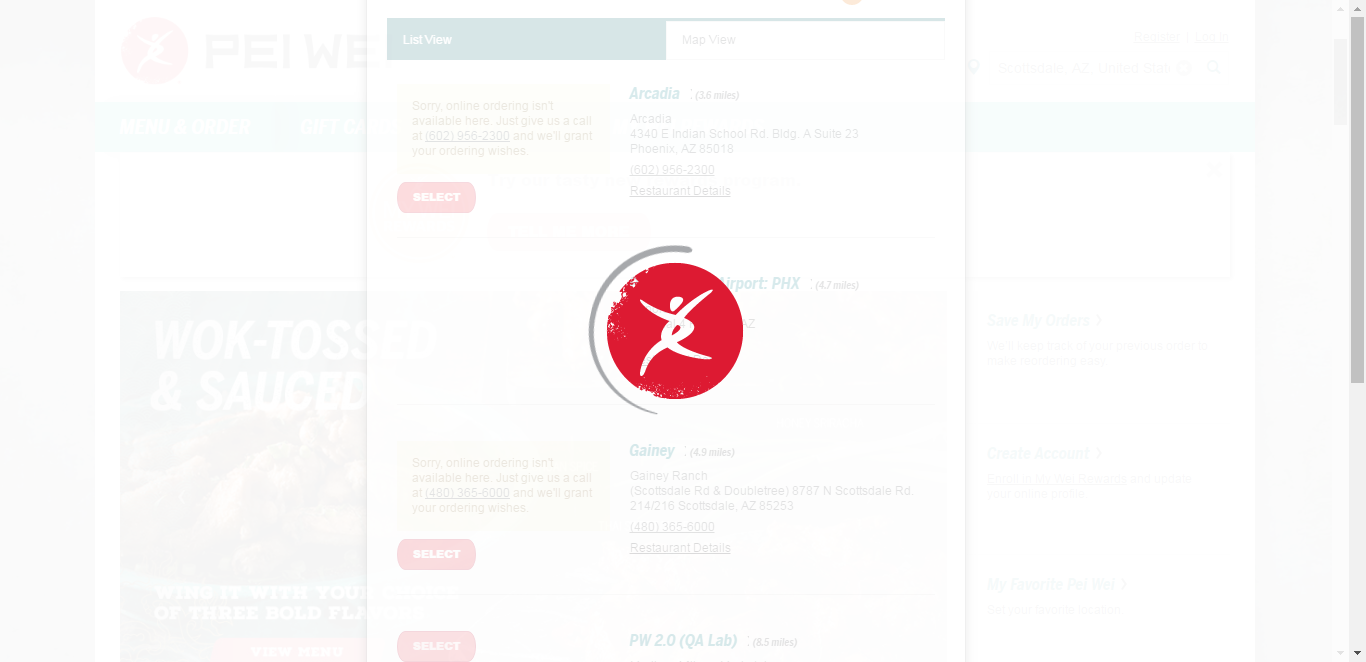 PEI WE
Register | Log In
Scottsdale, AZ, United Stat
MENU & ORDER
GIFT CA
List View
Map View
Sorry, online ordering isn't
available here. Just give us a call
at (602) 956-2300 and we'll grant
your ordering wishes.
SELECT
Arcadia : (3.6 miles)
Arcadia
4340 E Indian School Rd. Bldg. A Suite 23
Phoenix, AZ 85018
(602) 956-2300
Restaurant Details
Airport: PHX : (4.7 miles)
AZ
Sorry, online ordering isn't
available here. Just give us a call
at (480) 365-6000 and we'll grant
your ordering wishes.
SELECT
Gainey : (4.9 miles)
Gainey Ranch
(Scottsdale Rd & Doubletree) 8787 N Scottsdale Rd.
214/216 Scottsdale, AZ 85253
(480) 365-6000
Restaurant Details
SELECT
PW 2.0 (QA Lab) : (8.5 miles)
WOK-TOSSED
& SAUCED
WING IT WITH YOUR CHOICE
OF THREE BOLD FLAVORS
VIEW MENU
Save My Orders
We'll keep track of your previous order to
make reordering easy.
Create Account
Enroll in My Wei Rewards and update
your online profile.
My Favorite Pei Wei
Set your favorite location.